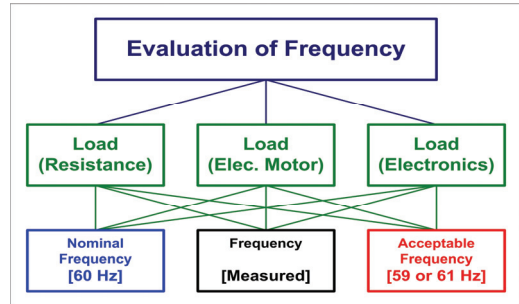 Evaluation of Frequency
Load
(Resistance)
Load
(Elec. Motor)
Load
(Electronics)
Nominal
Frequency
[60 Hz]
Frequency
[Measured]
Acceptable
Frequency
[59 or 61 Hz]